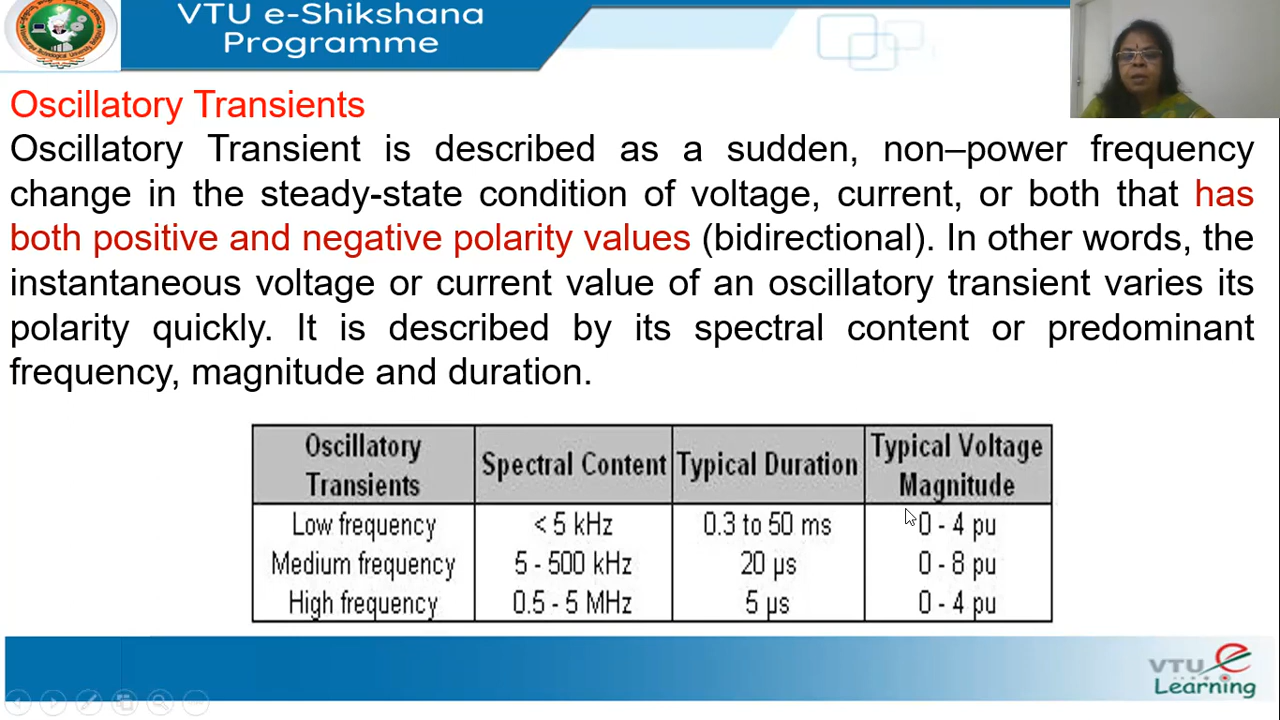 VTU e-Shikshana
Programme
Oscillatory Transients
Oscillatory Transient is described as a sudden, non–power frequency
change in the steady-state condition of voltage, current, or both that has
both positive and negative polarity values (bidirectional). In other words, the
instantaneous voltage or current value of an oscillatory transient varies its
polarity quickly. It is described by its spectral content or predominant
frequency, magnitude and duration.
Oscillatory Transients Spectral Content Typical Duration Typical Voltage Magnitude
Low frequency < 5 kHz 0.3 to 50 ms 0 - 4 pu
Medium frequency 5 - 500 kHz 20 µs 0 - 8 pu
High frequency 0.5 - 5 MHz 5 µs 0 - 4 pu
VTU e
Learning